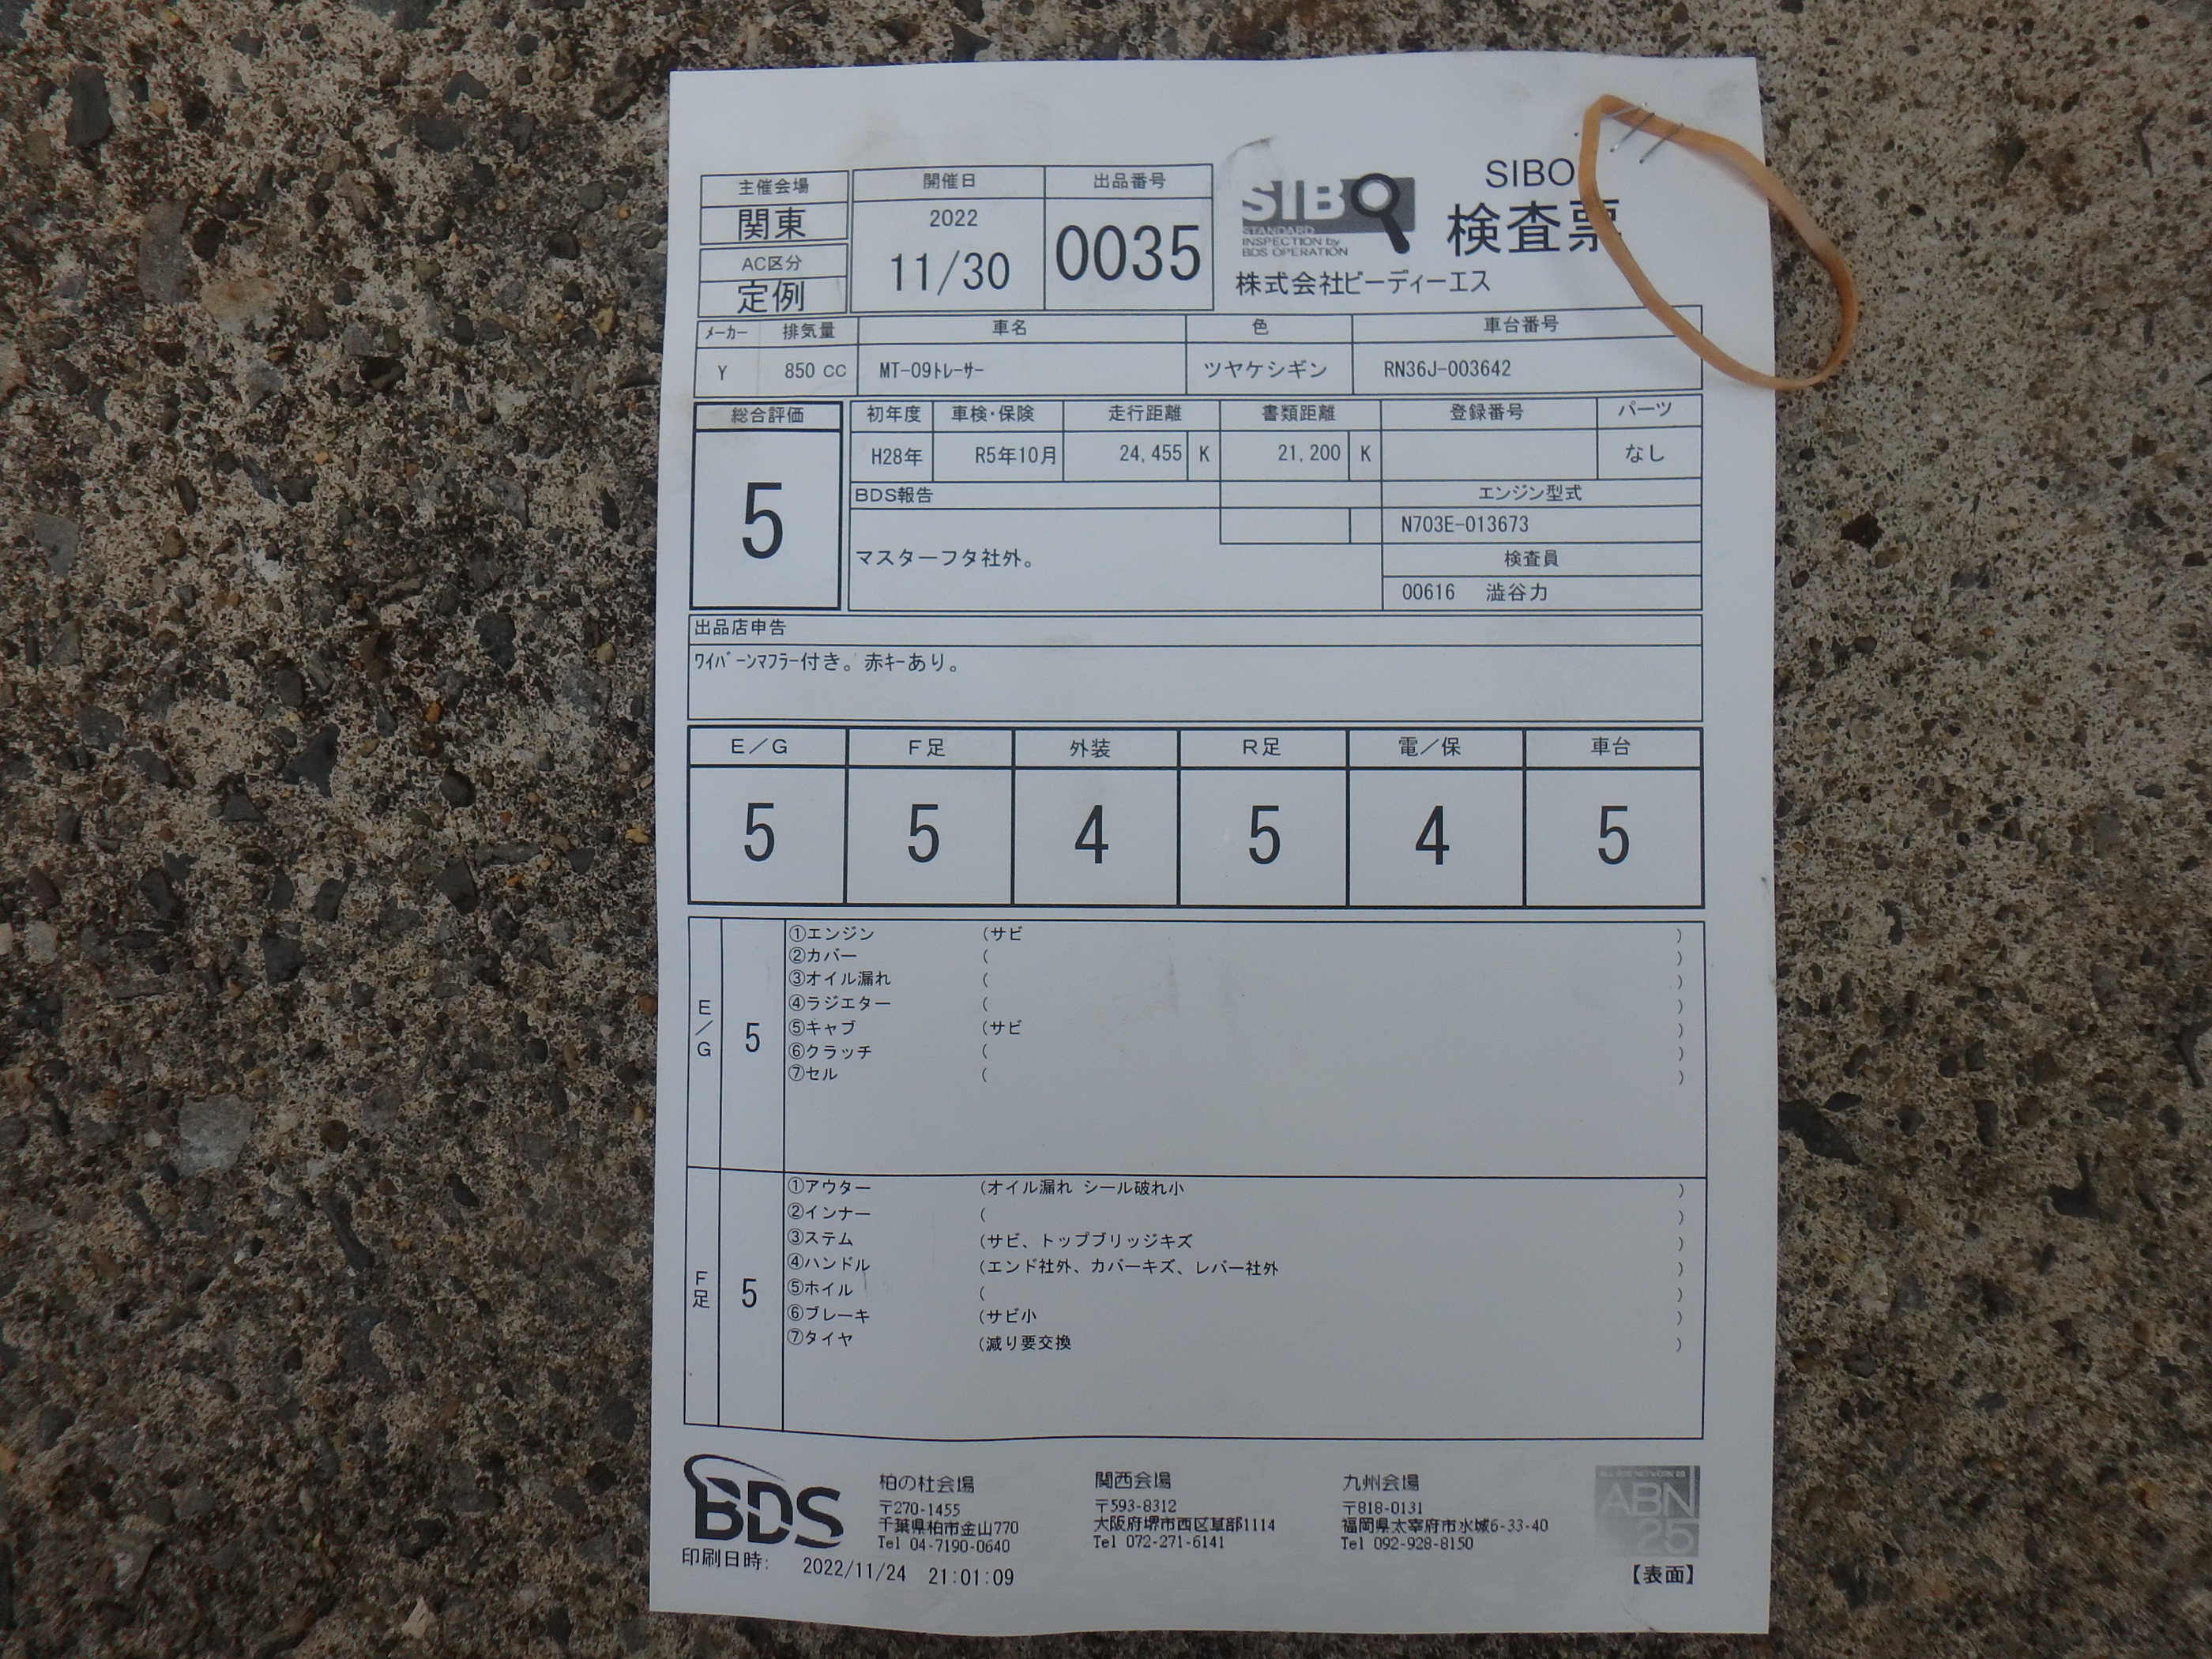 主催会場 開催日 出品番号
関東 2022 11/30 0035
AC区分
定例
SIBO
STANDARD
INSPECTION by
BDS OPERATION
SIBO
検査票
株式会社ビーディーエス
メーカー 排気量 車名 色 車台番号
Y 850 CC MT-09トレーサー ツヤケシギン RN36J-003642
総合評価 初年度 車検・保険 走行距離 書類距離 登録番号 パーツ
5 H28年 R5年10月 24,455 K 21,200 K なし
BDS報告 エンジン型式
N703E-013673
マスターフタ社外。 検査員
00616 澁谷力
出品店申告
ワイバーンマフラー付き。赤キーあり。
E/G F足 外装 R足 電/保 車台
5 5 4 5 4 5
E/G 5
①エンジン (サビ )
②カバー ( )
③オイル漏れ ( )
④ラジエター ( )
⑤キャブ (サビ )
⑥クラッチ ( )
⑦セル ( )
F足 5
①アウター (オイル漏れ シール破れ小 )
②インナー ( )
③ステム (サビ、トップブリッジキズ )
④ハンドル (エンド社外、カバーキズ、レバー社外 )
⑤ホイル ( )
⑥ブレーキ (サビ小 )
⑦タイヤ (減り要交換 )
BDS
柏の杜会場 関西会場 九州会場
〒270-1455 〒593-8312 〒818-0131
千葉県柏市金山770 大阪府堺市西区草部1114 福岡県太宰府市水城6-33-40
Tel 04-7190-0640 Tel 072-271-6141 Tel 092-928-8150
ABN
25
印刷日時: 2022/11/24 21:01:09 【表面】